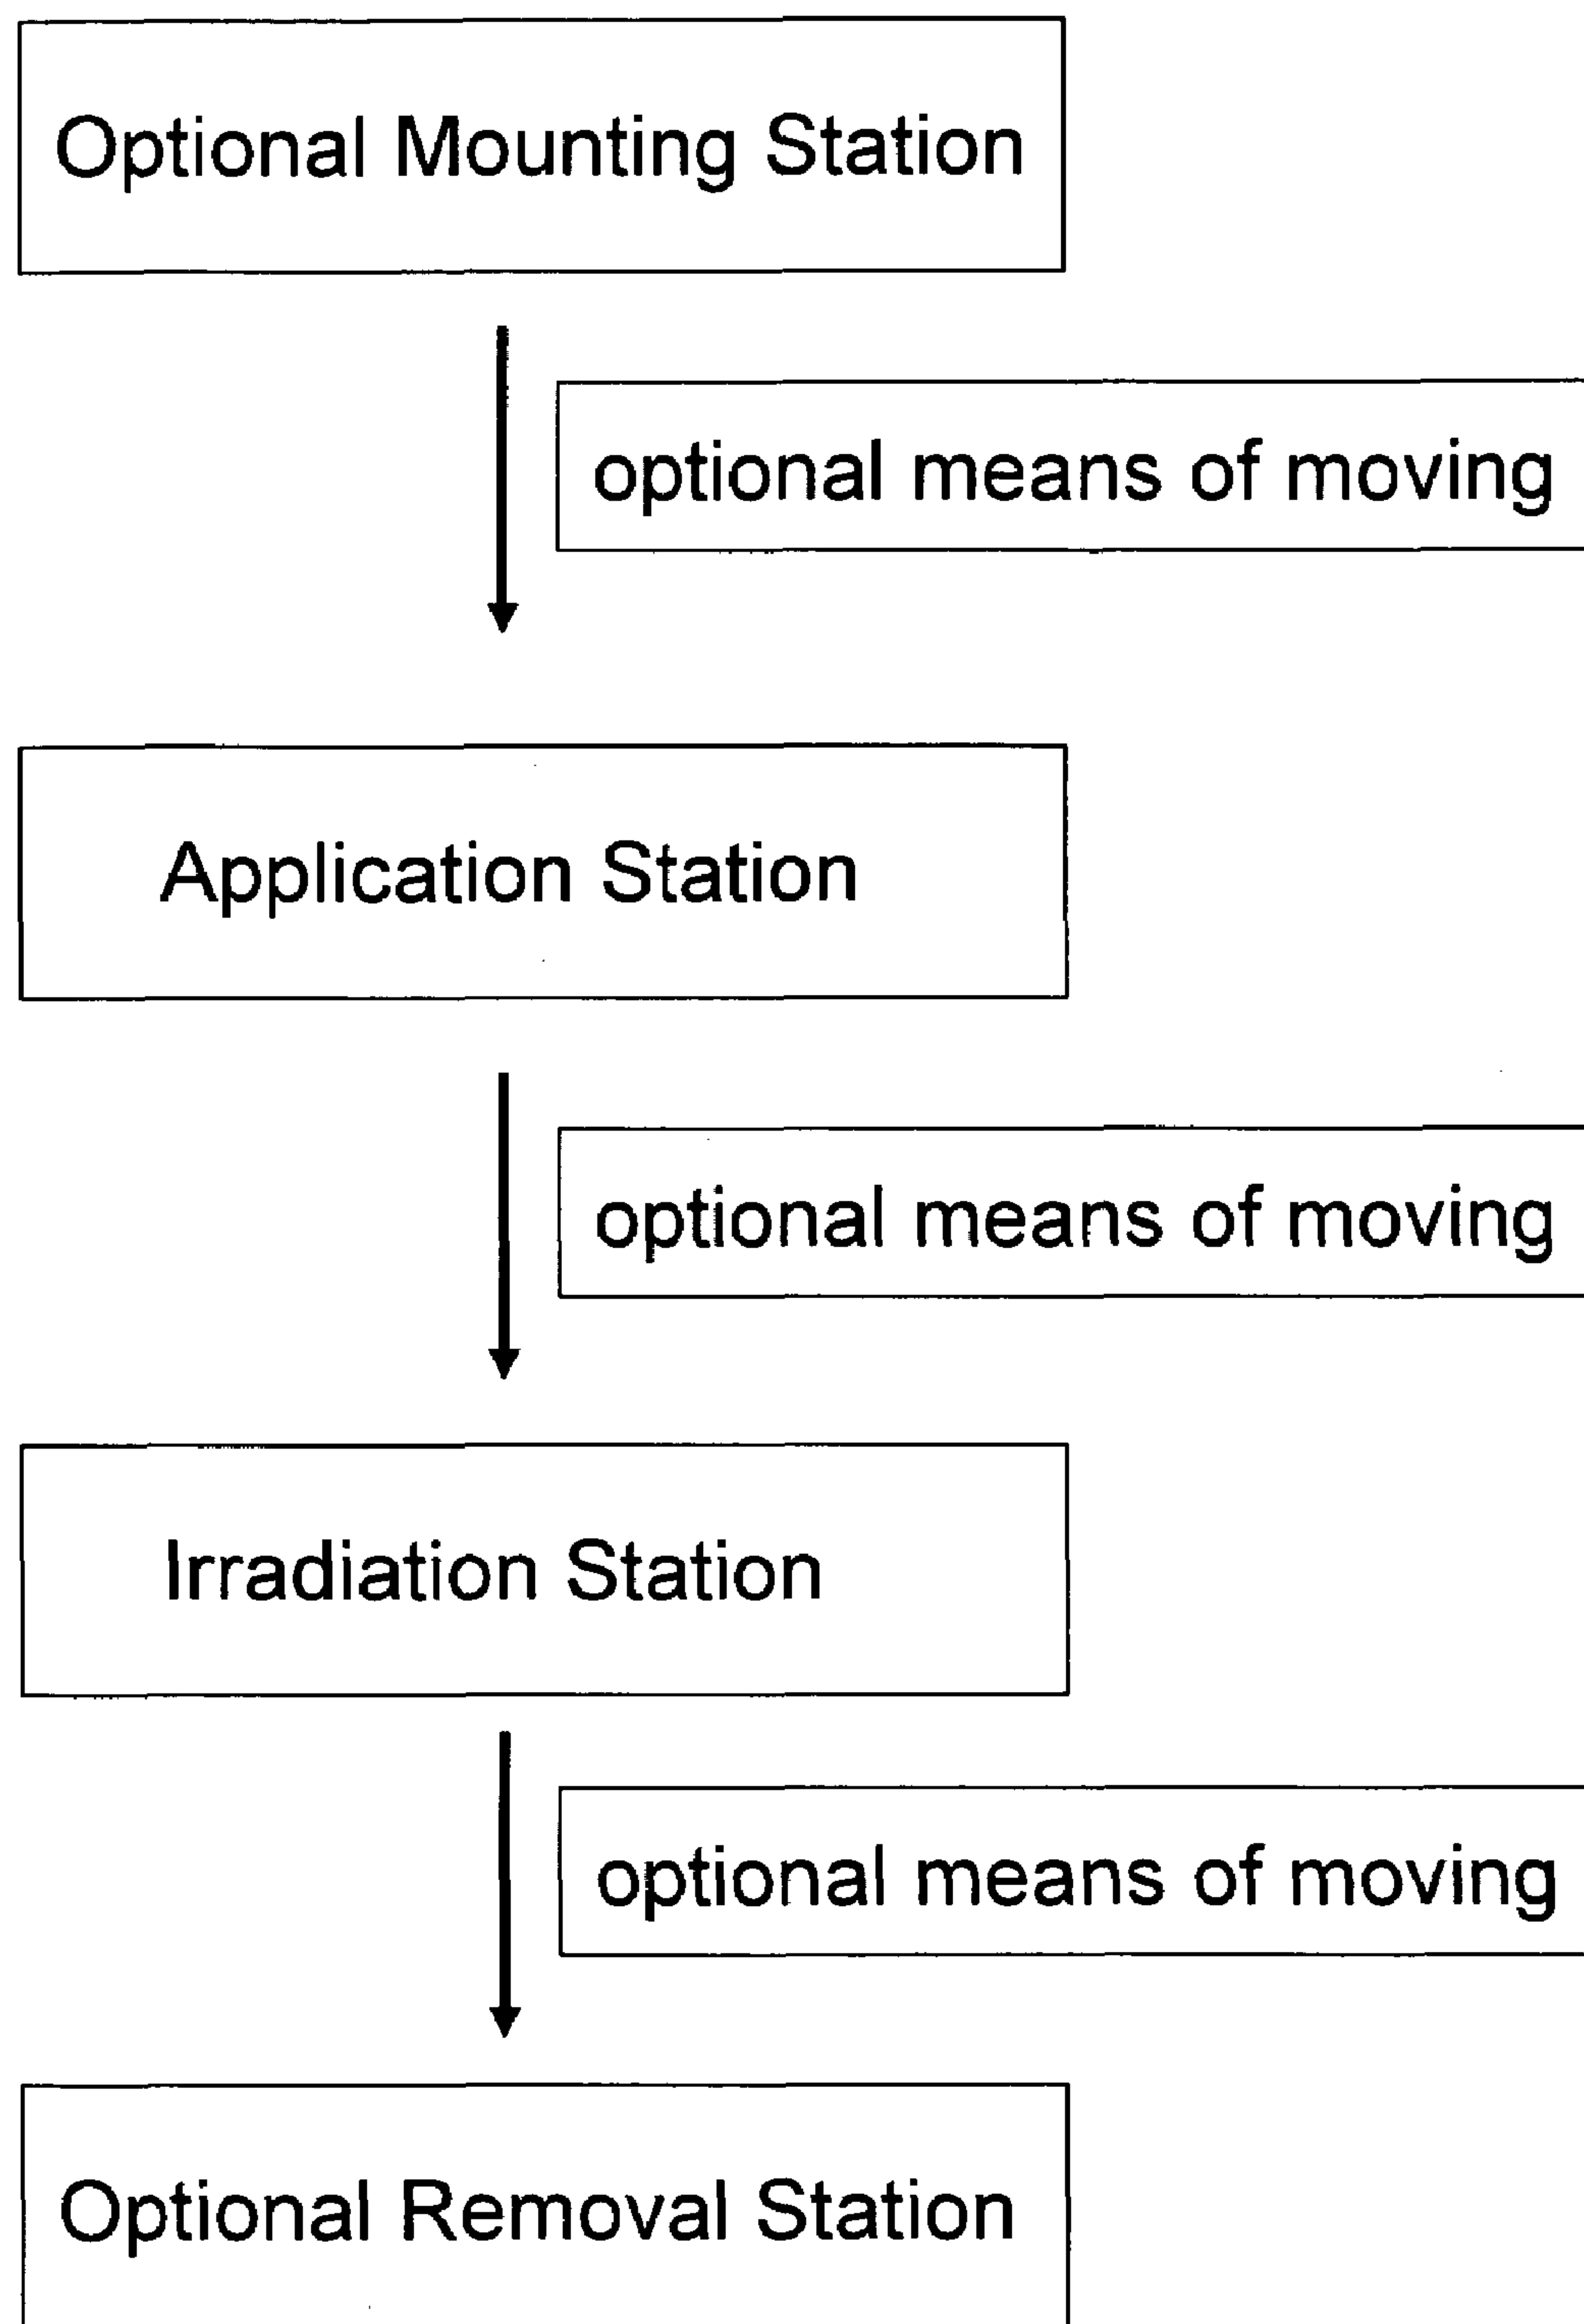 Optional Mounting Station
optional means of moving
Application Station
optional means of moving
Irradiation Station
optional means of moving
Optional Removal Station